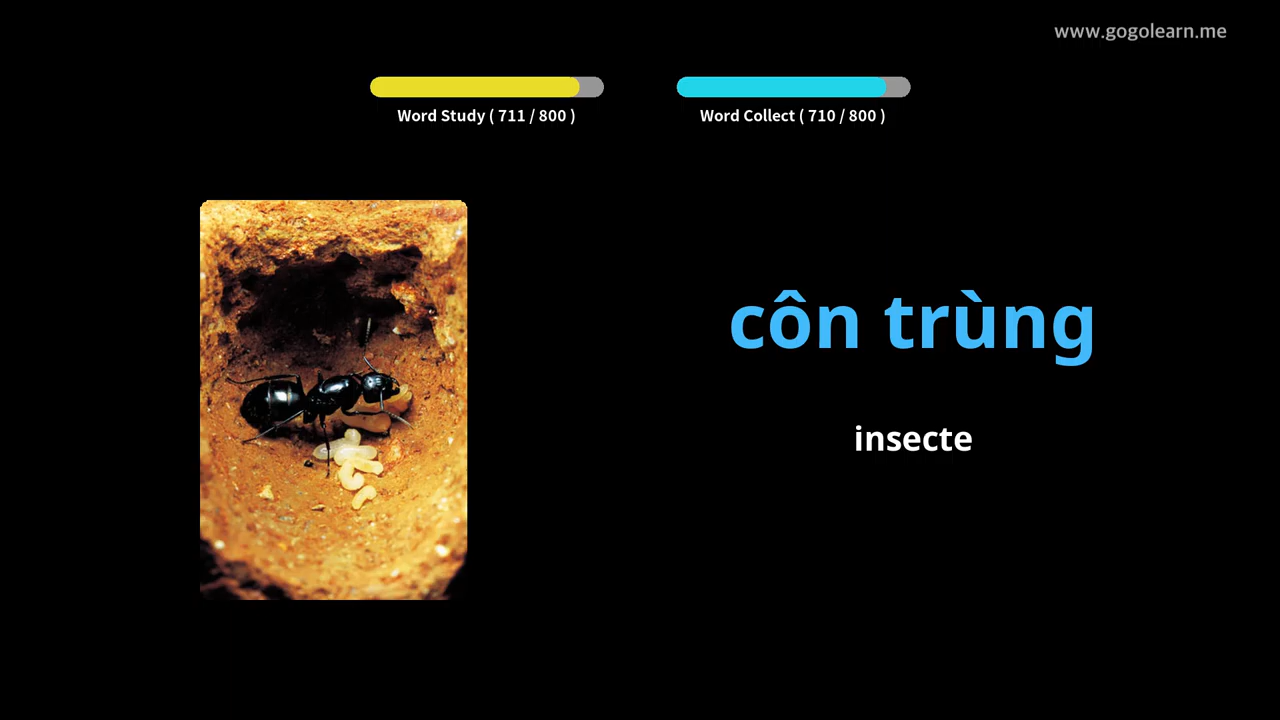 www.gogolearn.me
Word Study ( 711 / 800 )
Word Collect ( 710 / 800 )
côn trùng
insecte